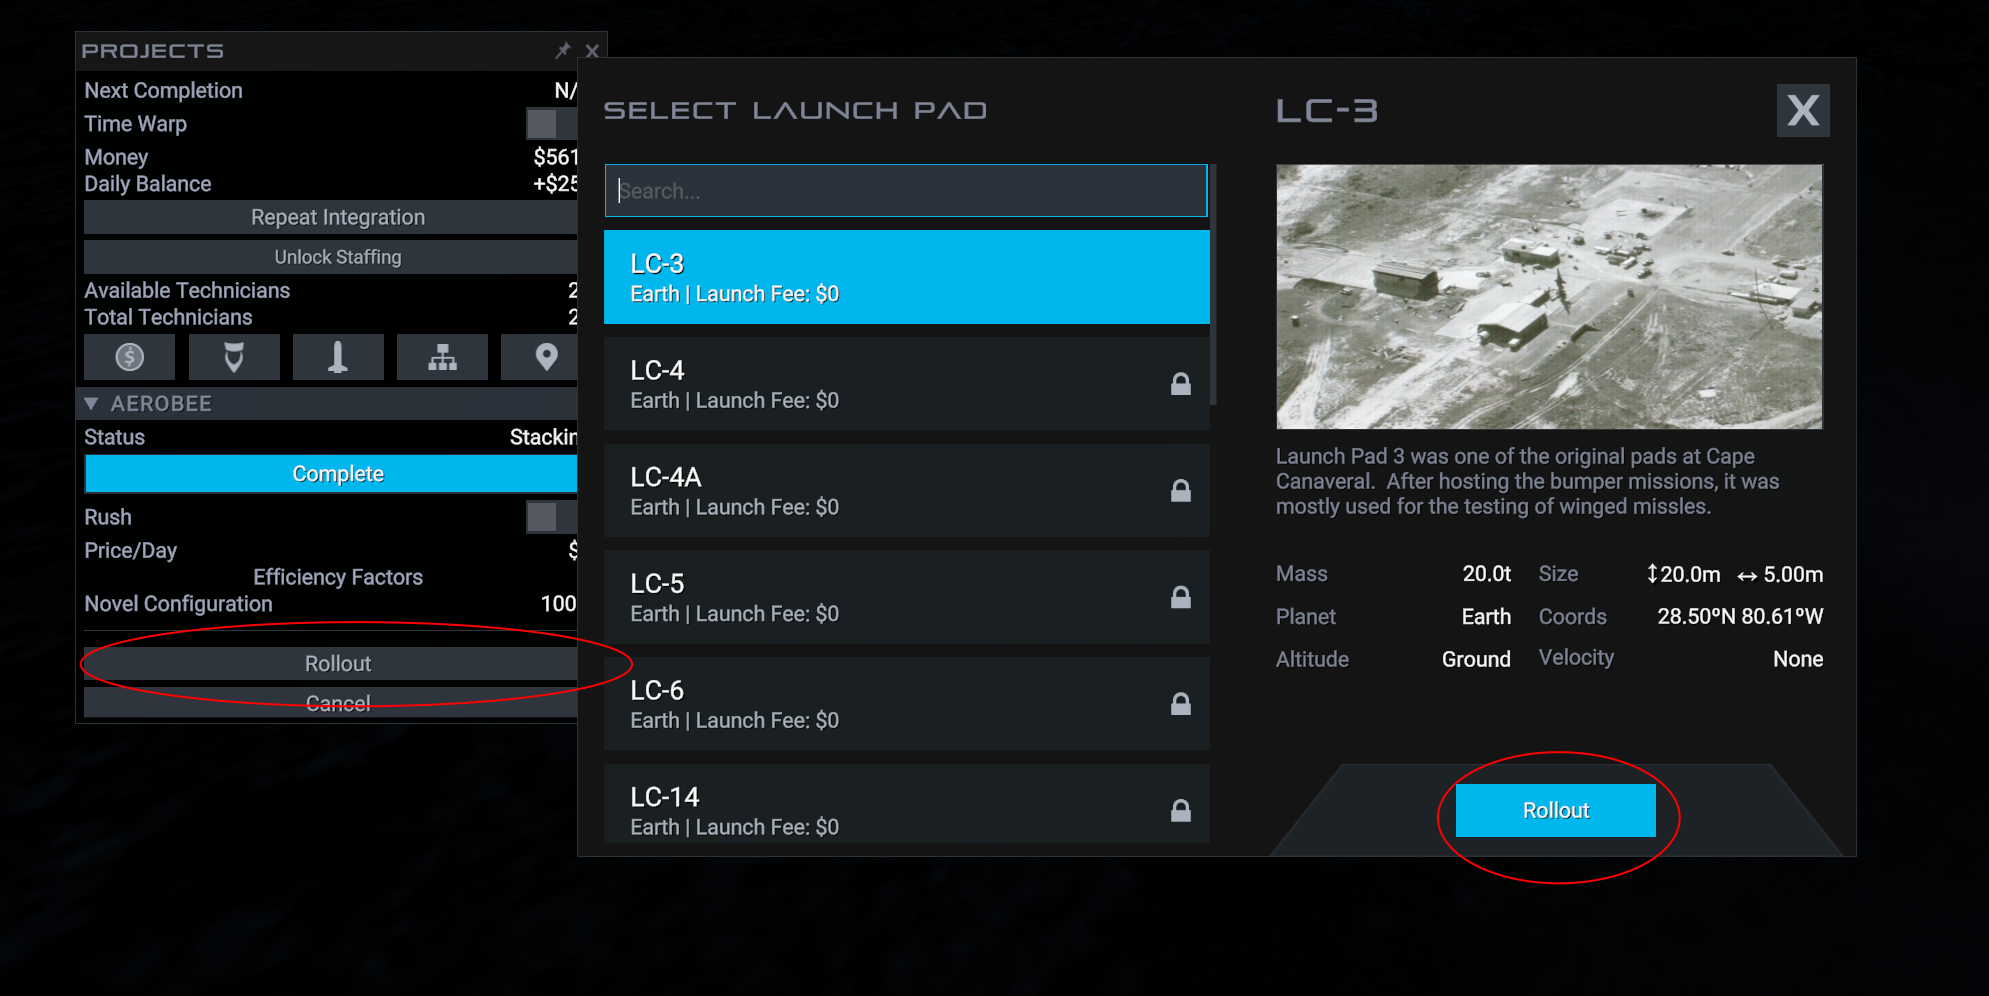 PROJECTS
Next Completion N/
Time Warp
Money $561
Daily Balance +$25
Repeat Integration
Unlock Staffing
Available Technicians 2
Total Technicians 2
AEROBEE
Status Stackin
Complete
Rush
Price/Day $
Efficiency Factors
Novel Configuration 100
Rollout
Cancel
SELECT LAUNCH PAD
Search...
LC-3
Earth | Launch Fee: $0
LC-4
Earth | Launch Fee: $0
LC-4A
Earth | Launch Fee: $0
LC-5
Earth | Launch Fee: $0
LC-6
Earth | Launch Fee: $0
LC-14
Earth | Launch Fee: $0
LC-3
X
Launch Pad 3 was one of the original pads at Cape
Canaveral. After hosting the bumper missions, it was
mostly used for the testing of winged missles.
Mass 20.0t Size ↕20.0m ↔5.00m
Planet Earth Coords 28.50ºN 80.61ºW
Altitude Ground Velocity None
Rollout